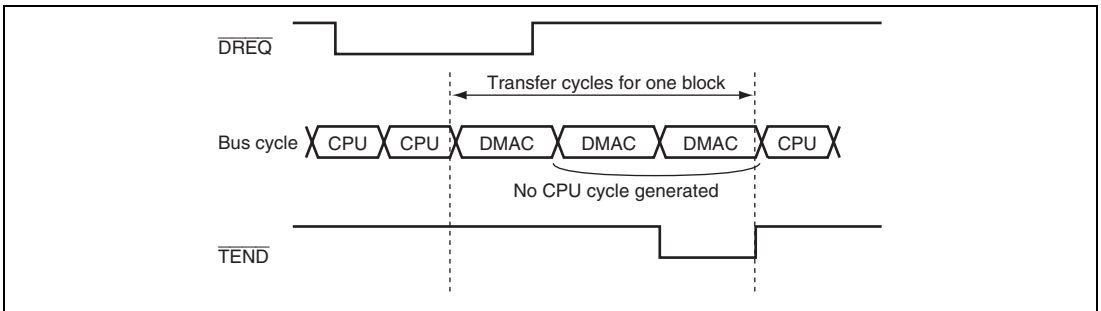 DREQ
Transfer cycles for one block
Bus cycle CPU CPU DMAC DMAC DMAC CPU
No CPU cycle generated
TEND